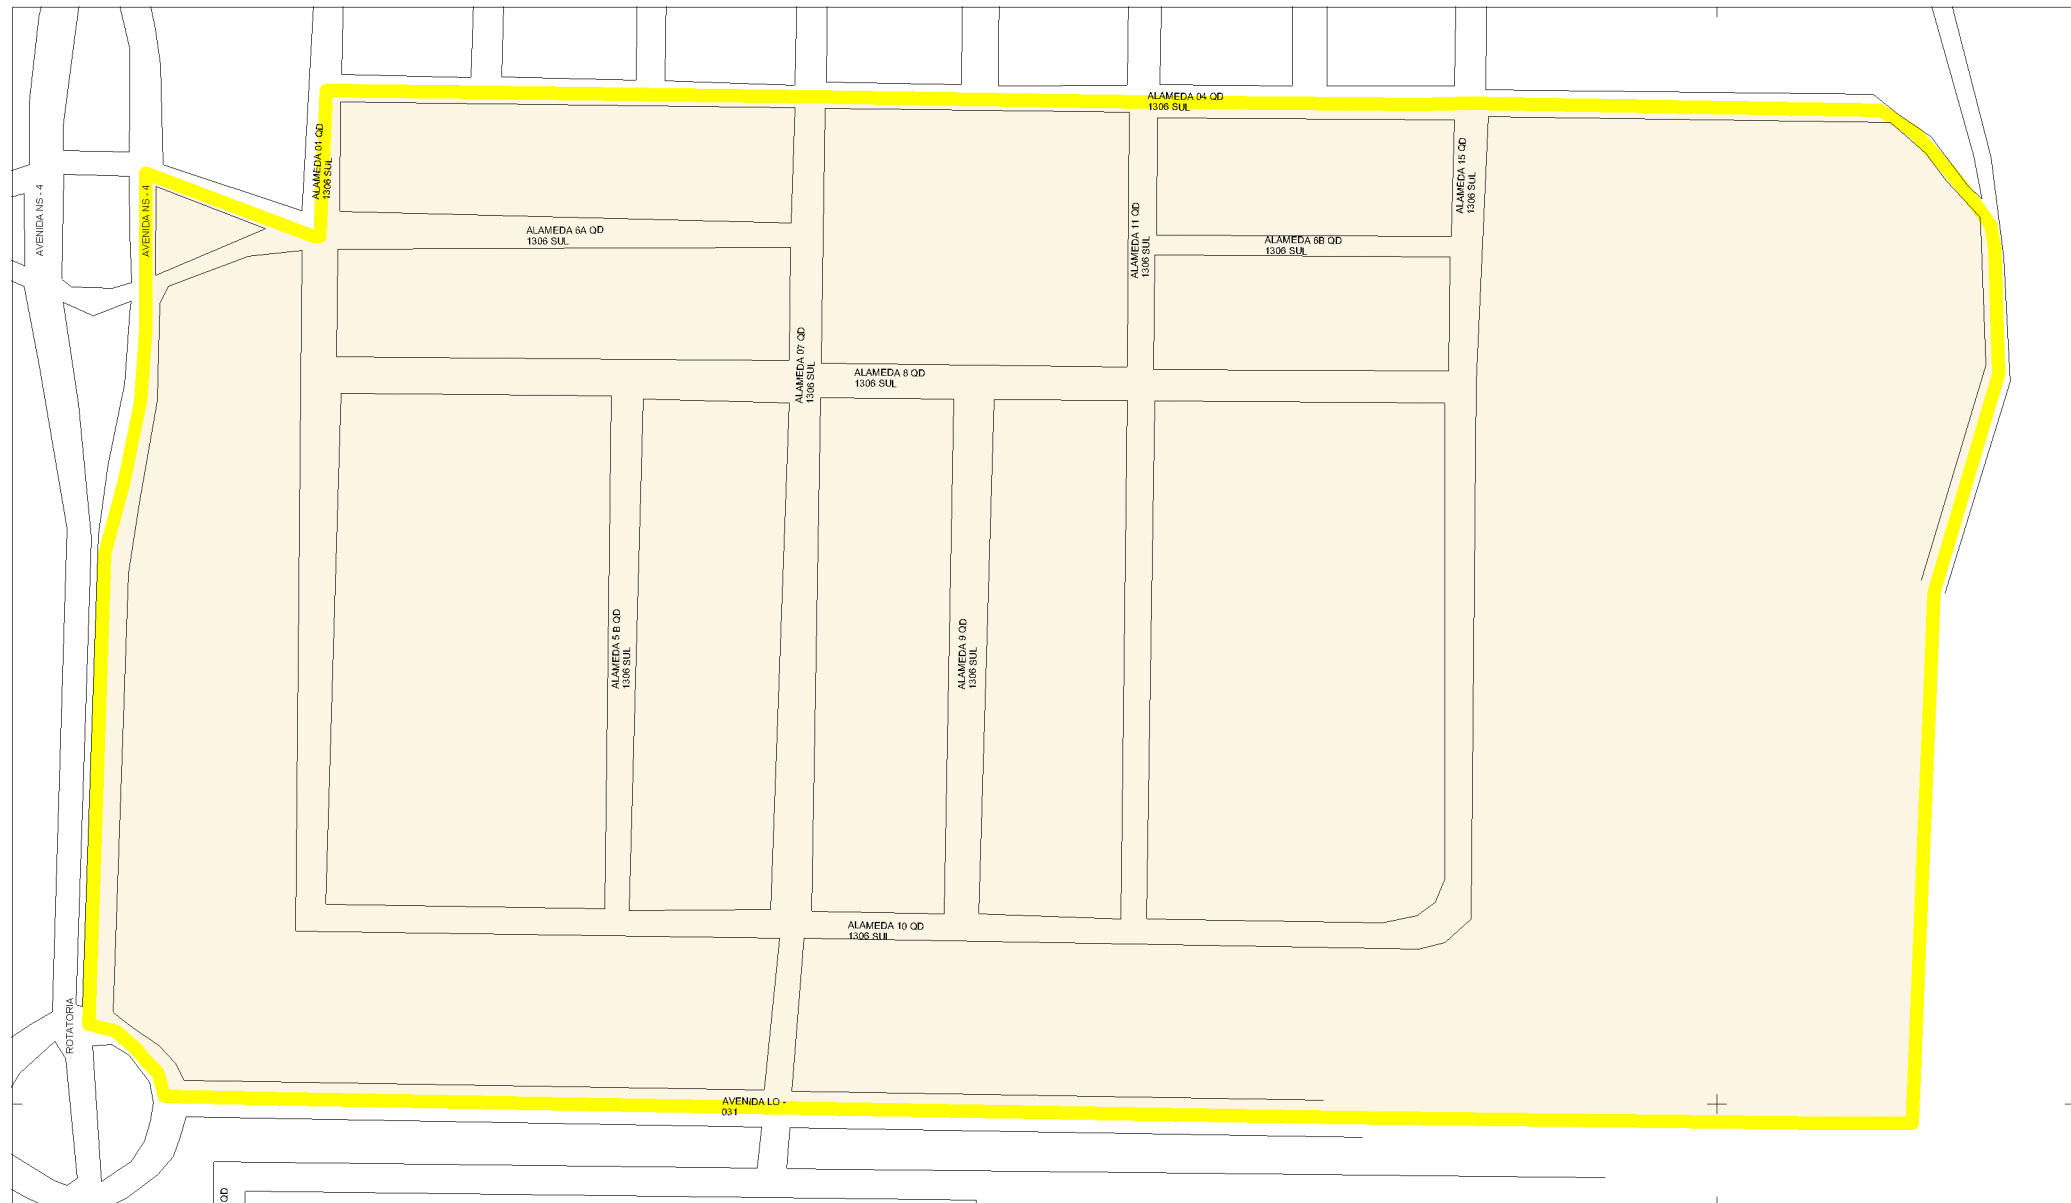 ALAMEDA 04 QD
1306 SUL
ALAMEDA 01 QD
1306 SUL
ALAMEDA 15 QD
1306 SUL
AVENIDA NS - 4
AVENIDA NS - 4
ALAMEDA 6A QD
1306 SUL
ALAMEDA 11 QD
1306 SUL
ALAMEDA 6B QD
1306 SUL
ALAMEDA 07 QD
1306 SUL
ALAMEDA 8 QD
1306 SUL
ALAMEDA 5 B QD
1306 SUL
ALAMEDA 9 QD
1306 SUL
ALAMEDA 10 QD
1306 SUL
ROTATORIA
AVENIDA LO -
031
QD